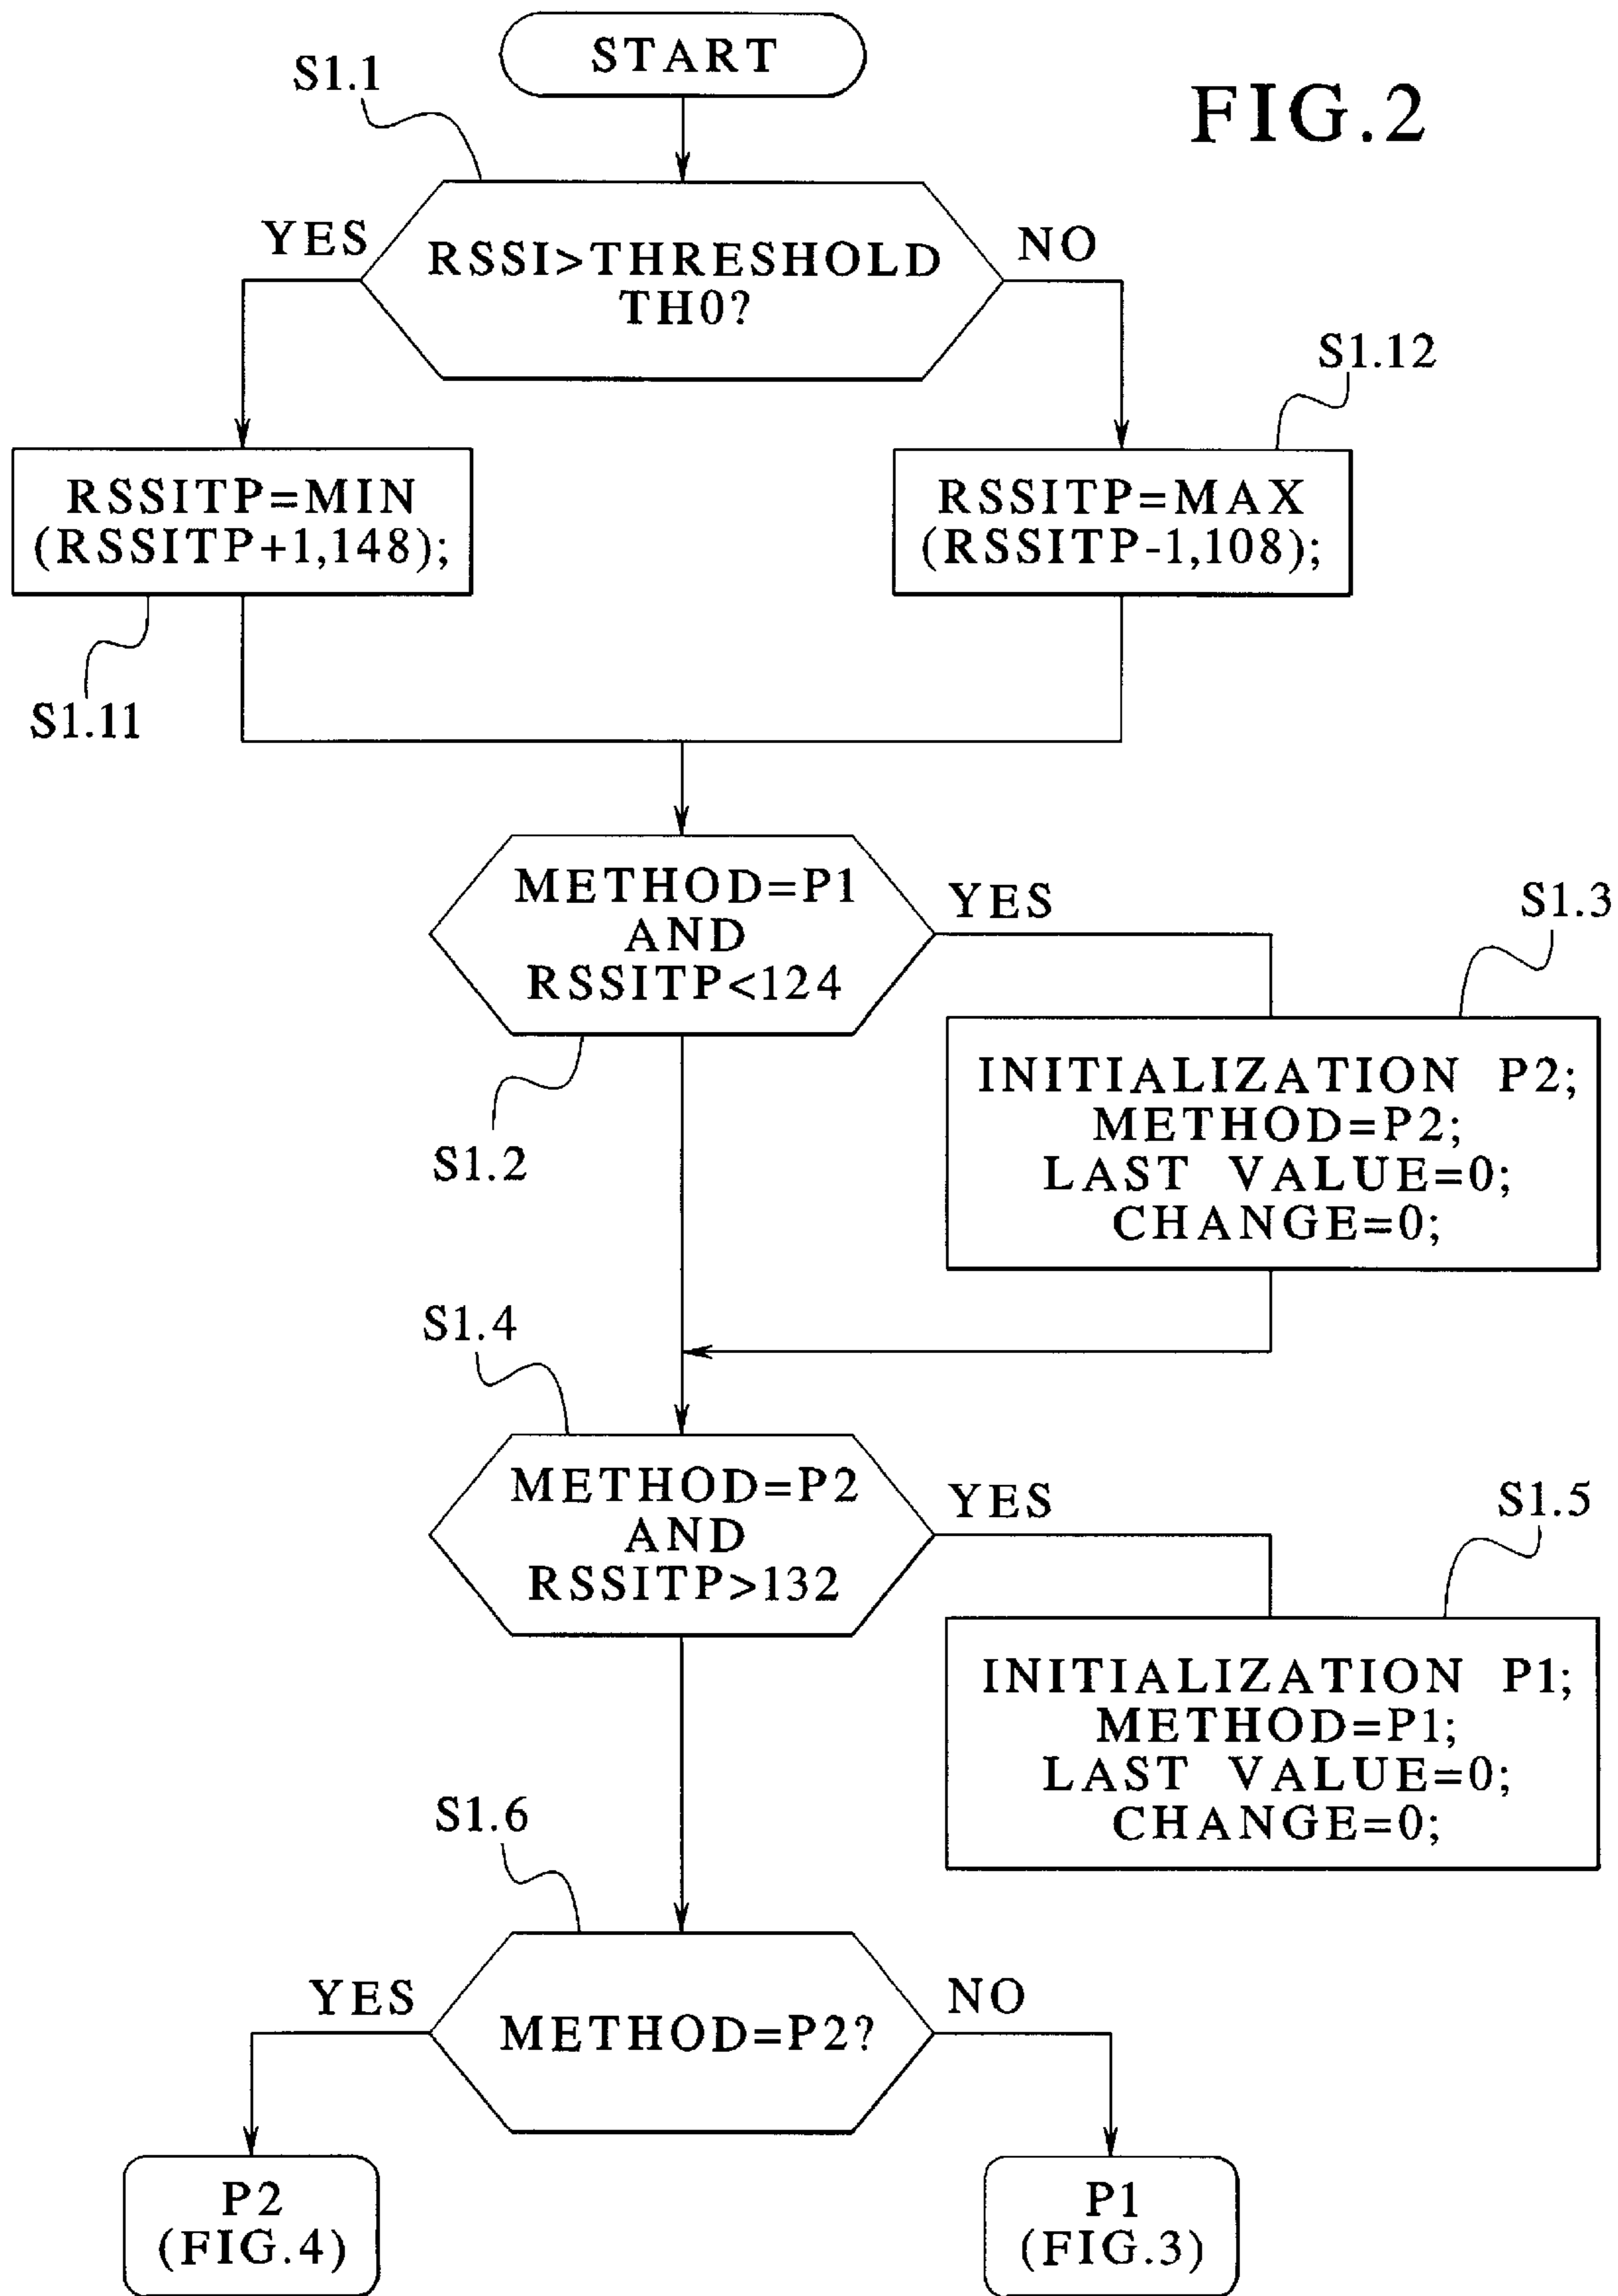 START
S1.1
FIG.2
YES
RSSI>THRESHOLD
TH0?
NO
S1.12
RSSITP=MIN
(RSSITP+1,148);
RSSITP=MAX
(RSSITP-1,108);
S1.11
METHOD=P1
AND
RSSITP<124
YES
S1.3
S1.2
INITIALIZATION P2;
METHOD=P2;
LAST VALUE=0;
CHANGE=0;
S1.4
METHOD=P2
AND
RSSITP>132
YES
S1.5
INITIALIZATION P1;
METHOD=P1;
LAST VALUE=0;
CHANGE=0;
S1.6
YES
METHOD=P2?
NO
P2
(FIG.4)
P1
(FIG.3)